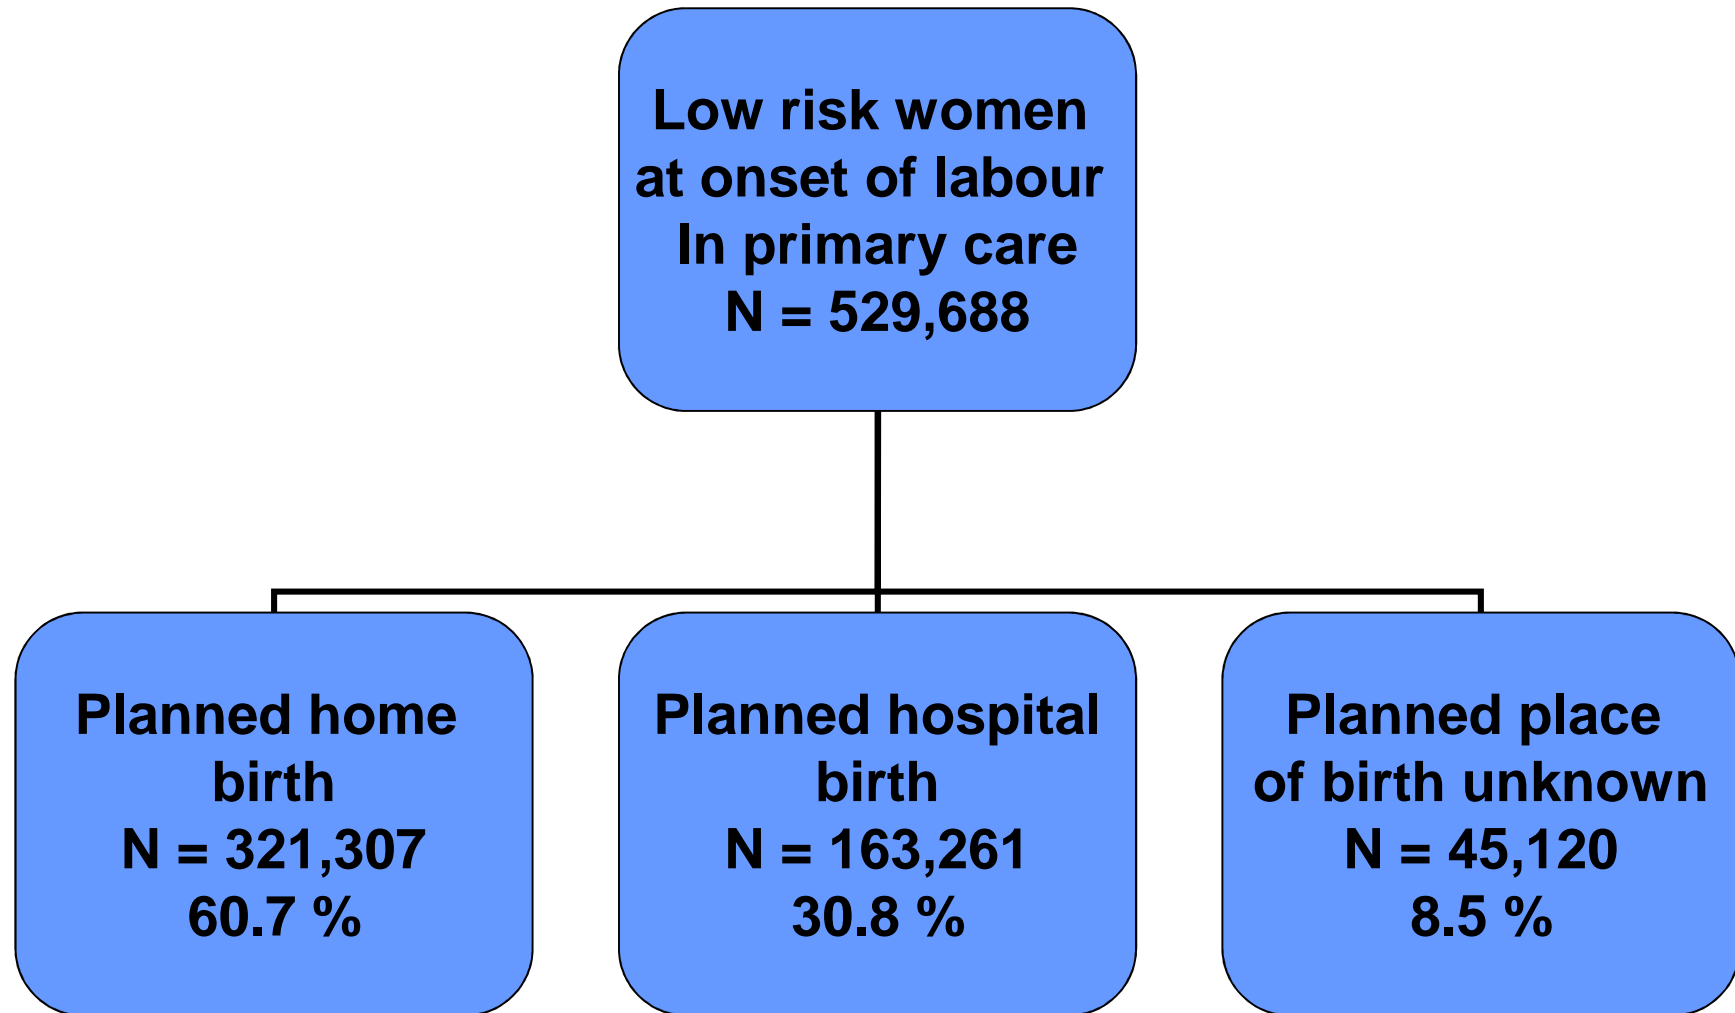 Low risk women
at onset of labour
In primary care
N = 529,688
Planned home
birth
N = 321,307
60.7 %
Planned hospital
birth
N = 163,261
30.8 %
Planned place
of birth unknown
N = 45,120
8.5 %